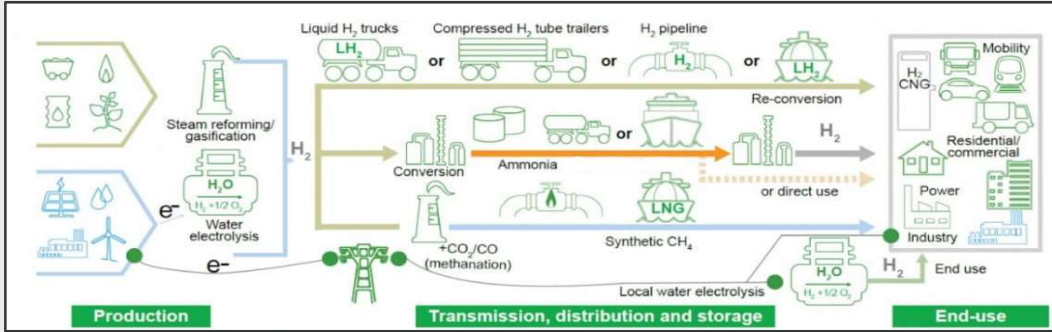 Liquid H₂ trucks
Compressed H₂ tube trailers
H₂ pipeline
LH₂
or
or
H₂
or
LH₂
Re-conversion
H₂
CNG
Mobility
Steam reforming/
gasification
H₂
Conversion
or
Ammonia
H₂
or direct use
Residential/
commercial
Power
Industry
e-
H₂O
H₂ +1/2 O₂
Water
electrolysis
e-
+CO₂/CO
(methanation)
LNG
Synthetic CH₄
Local water electrolysis
H₂O
H₂ +1/2 O₂
H₂
End use
Production
Transmission, distribution and storage
End-use